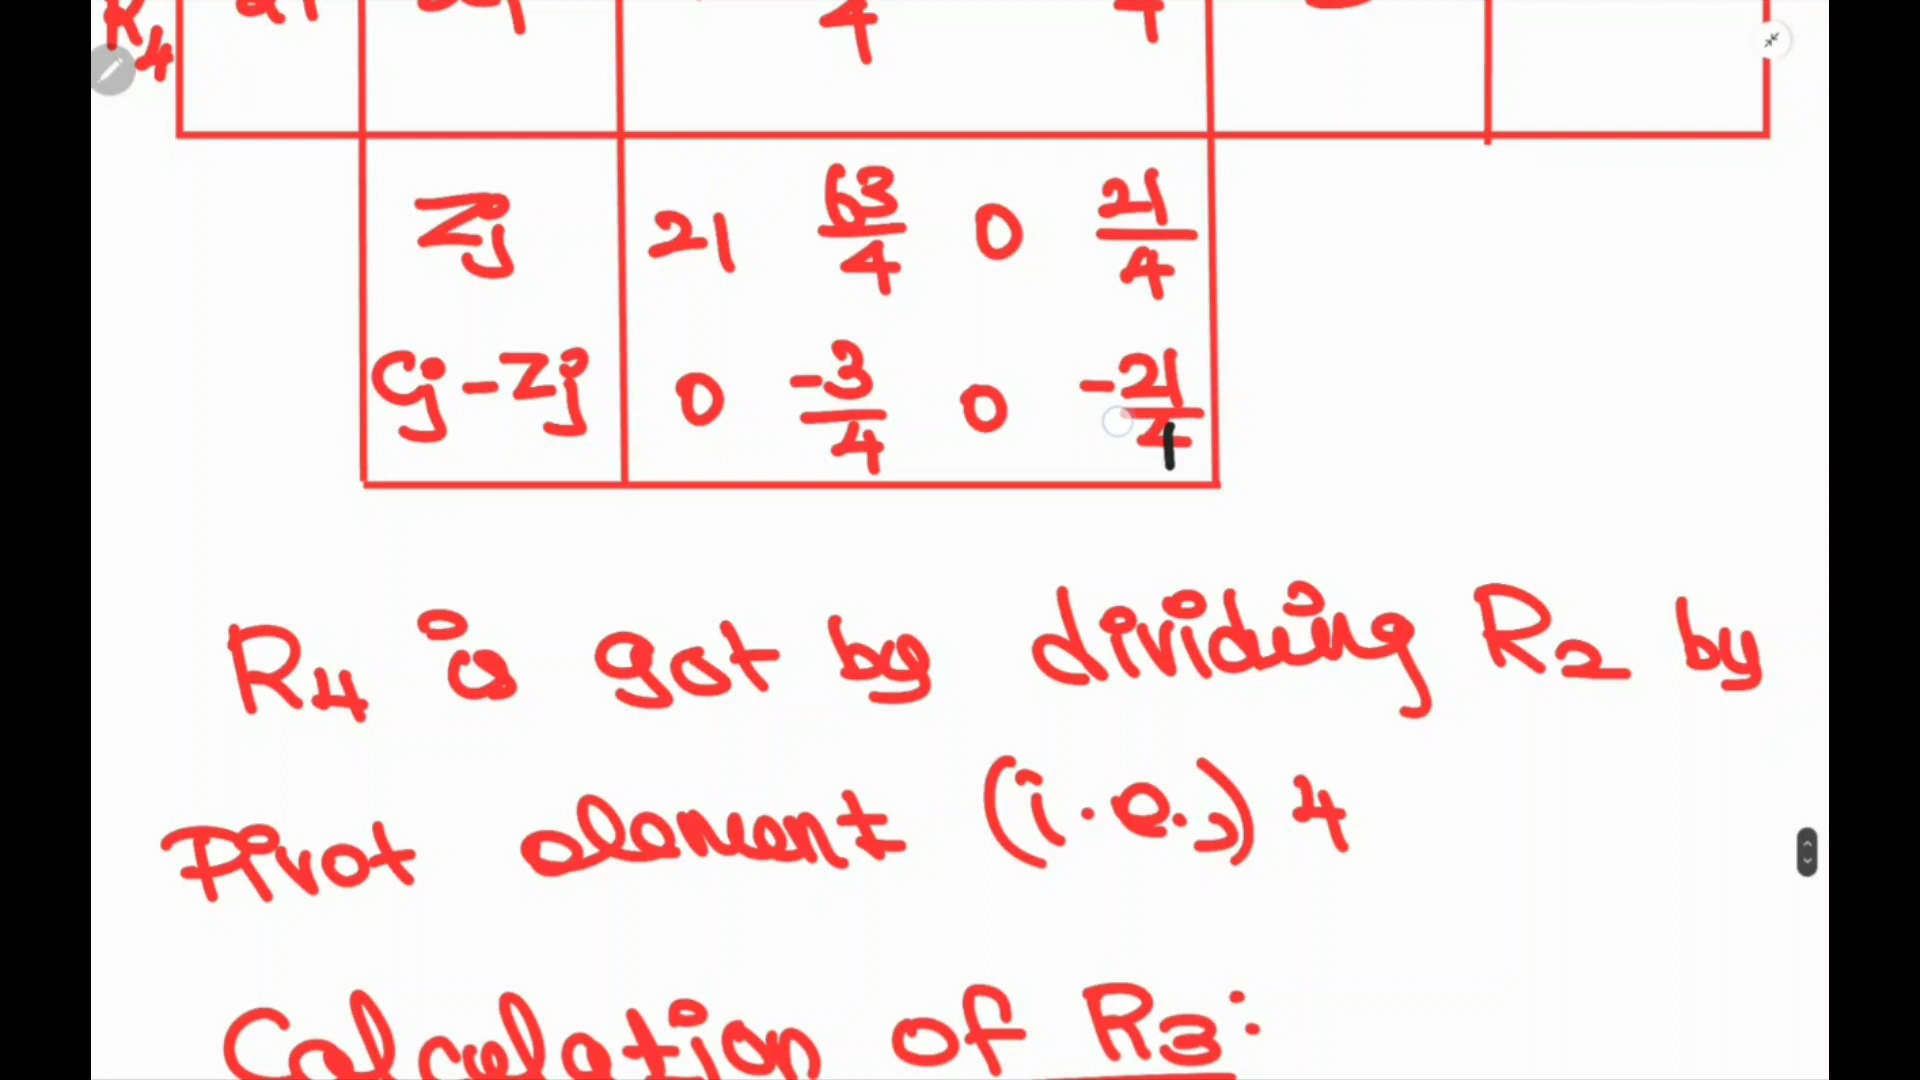 R4 21
4 4
Zj 21 63/4 0 21/4
Cj-Zj 0 -3/4 0 -21/4
R4 is got by dividing R2 by
Pivot element (i.e.,) 4
Calculation of R3: